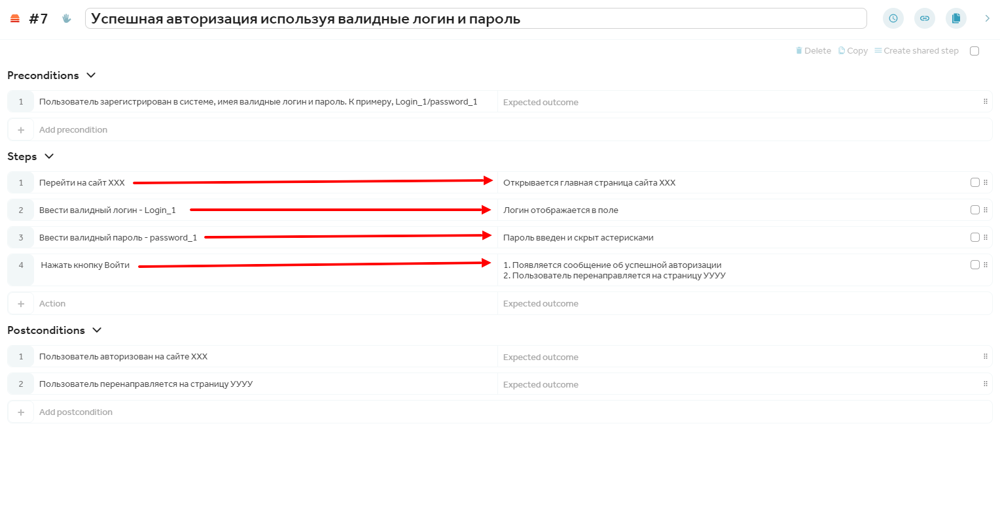 #7 Успешная авторизация используя валидные логин и пароль
Delete Copy Create shared step
Preconditions
1 Пользователь зарегистрирован в системе, имея валидные логин и пароль. К примеру, Login_1/password_1 Expected outcome
+ Add precondition
Steps
1 Перейти на сайт XXX Открывается главная страница сайта XXX
2 Ввести валидный логин - Login_1 Логин отображается в поле
3 Ввести валидный пароль - password_1 Пароль введен и скрыт астерисками
4 Нажать кнопку Войти 1. Появляется сообщение об успешной авторизации
2. Пользователь перенаправляется на страницу УУУУ
+ Action Expected outcome
Postconditions
1 Пользователь авторизован на сайте XXX Expected outcome
2 Пользователь перенаправляется на страницу УУУУ Expected outcome
+ Add postcondition